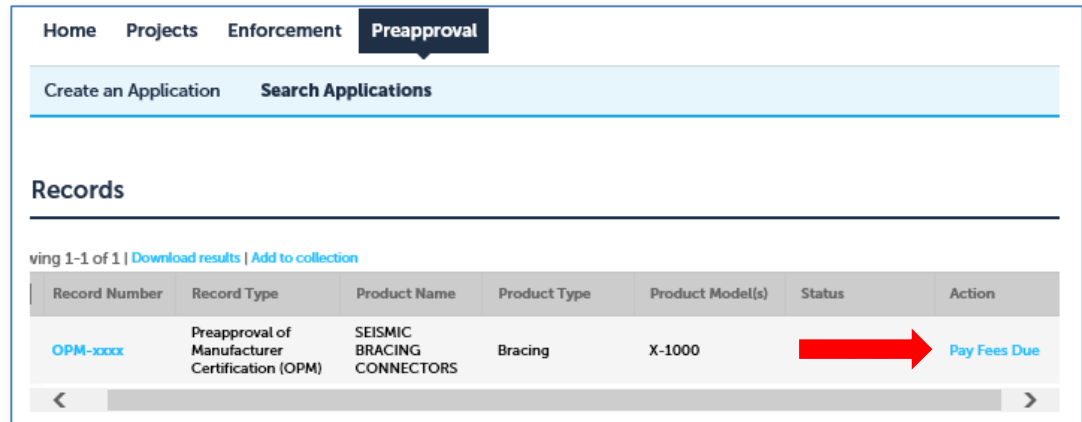 Home Projects Enforcement Preapproval
Create an Application Search Applications
Records
ving 1-1 of 1 | Download results | Add to collection
Record Number Record Type Product Name Product Type Product Model(s) Status Action
OPM-xxxx Preapproval of Manufacturer Certification (OPM) SEISMIC BRACING CONNECTORS Bracing X-1000 Pay Fees Due